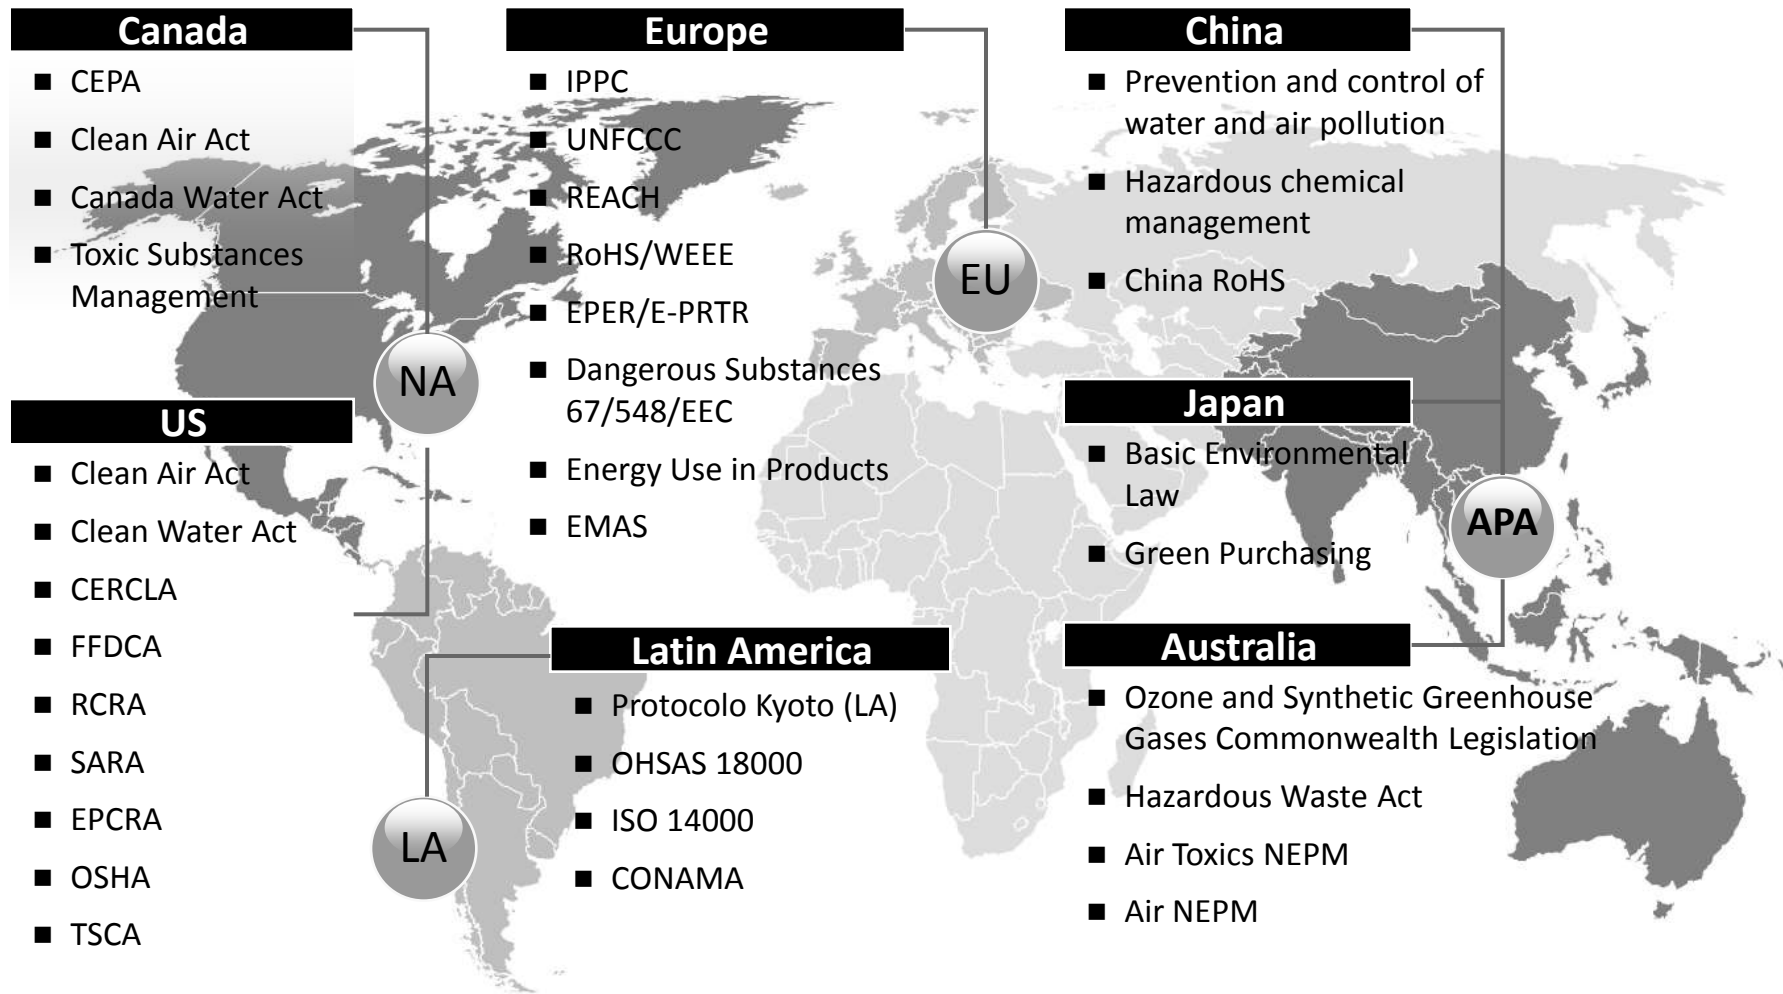 Canada
CEPA
Clean Air Act
Canada Water Act
Toxic Substances
Management
NA
US
Clean Air Act
Clean Water Act
CERCLA
FFDCA
RCRA
SARA
EPCRA
OSHA
TSCA
Europe
IPPC
UNFCCC
REACH
RoHS/WEEE
EPER/E-PRTR
Dangerous Substances
67/548/EEC
Energy Use in Products
EMAS
EU
Latin America
Protocolo Kyoto (LA)
OHSAS 18000
ISO 14000
CONAMA
LA
China
Prevention and control of
water and air pollution
Hazardous chemical
management
China RoHS
Japan
Basic Environmental
Law
Green Purchasing
APA
Australia
Ozone and Synthetic Greenhouse
Gases Commonwealth Legislation
Hazardous Waste Act
Air Toxics NEPM
Air NEPM